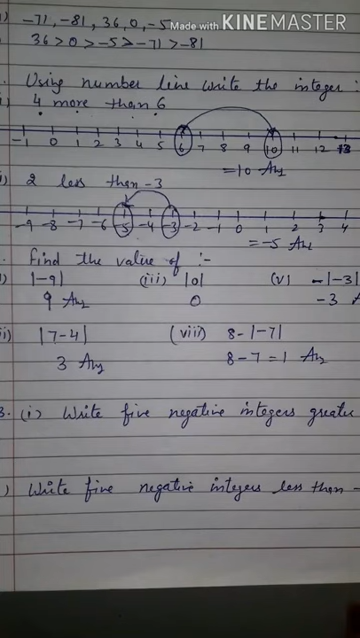 ) -71, -81, 36, 0, -5
Made with KINEMASTER
36 > 0 > -5 > -71 > -81
Using number line write the integer :
i) 4 more than 6
-1 0 1 2 3 4 5 6 7 8 9 10 11 12 13
= 10 Ans
i) 2 less than -3
-9 -8 -7 -6 -5 -4 -3 -2 -1 0 1 2 3 4
= -5 Ans
. Find the value of :-
i) |-9| (iii) |0| (v) -|-3|
9 Ans 0 -3 A
ii) |7-4| (viii) 8-|-7|
3 Ans 8-7 = 1 Ans
3. (i) Write five negative integers greater
) Write five negative integers less than -